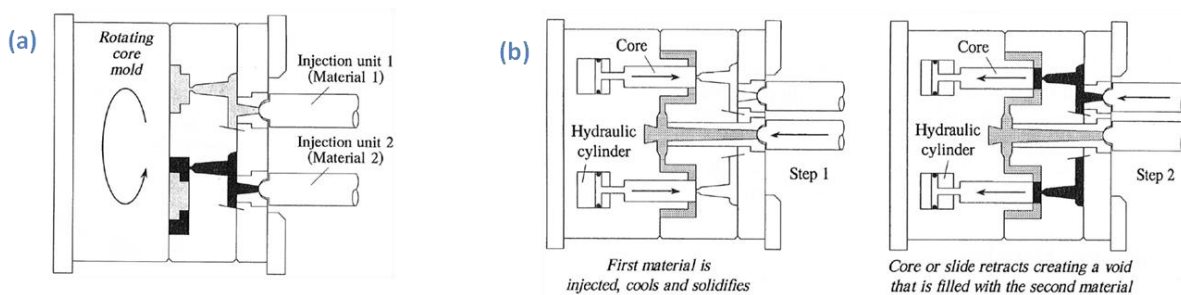 (a)
Rotating
core
mold
Injection unit 1
(Material 1)
Injection unit 2
(Material 2)
(b)
Core
Hydraulic
cylinder
Step 1
First material is
injected, cools and solidifies
Core
Hydraulic
cylinder
Step 2
Core or slide retracts creating a void
that is filled with the second material